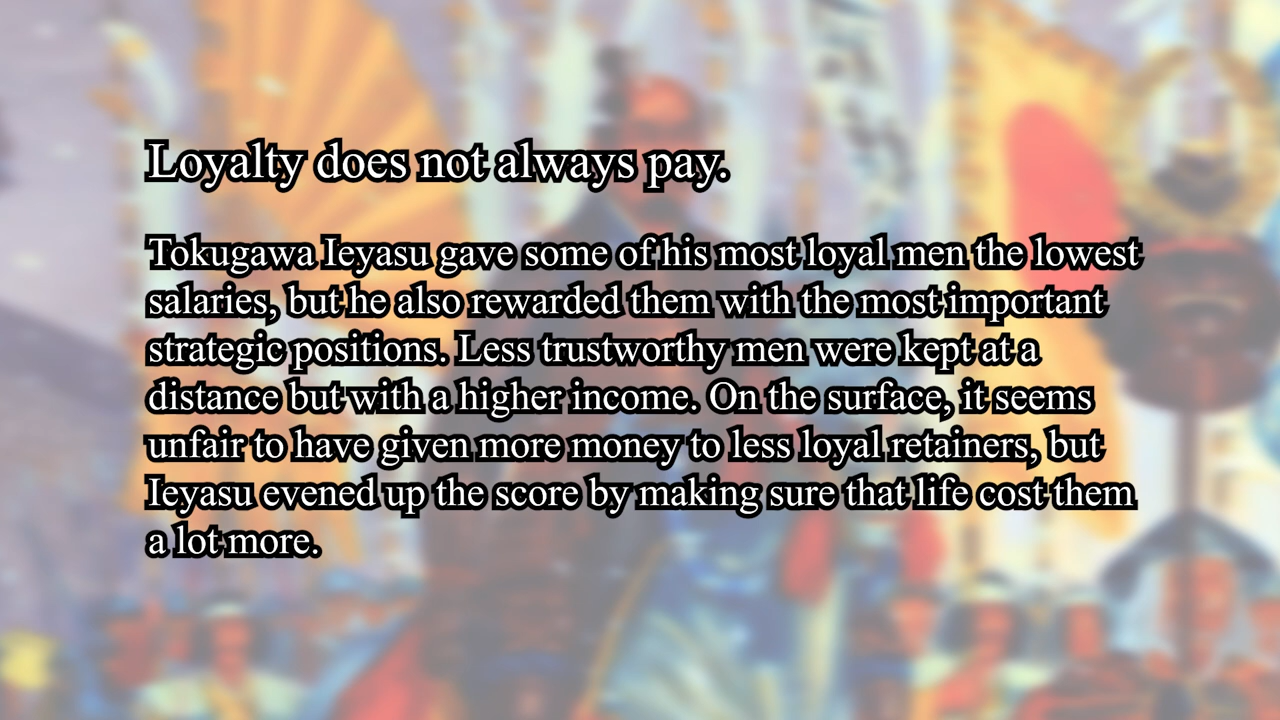 Loyalty does not always pay.
Tokugawa Ieyasu gave some of his most loyal men the lowest
salaries, but he also rewarded them with the most important
strategic positions. Less trustworthy men were kept at a
distance but with a higher income. On the surface, it seems
unfair to have given more money to less loyal retainers, but
Ieyasu evened up the score by making sure that life cost them
a lot more.